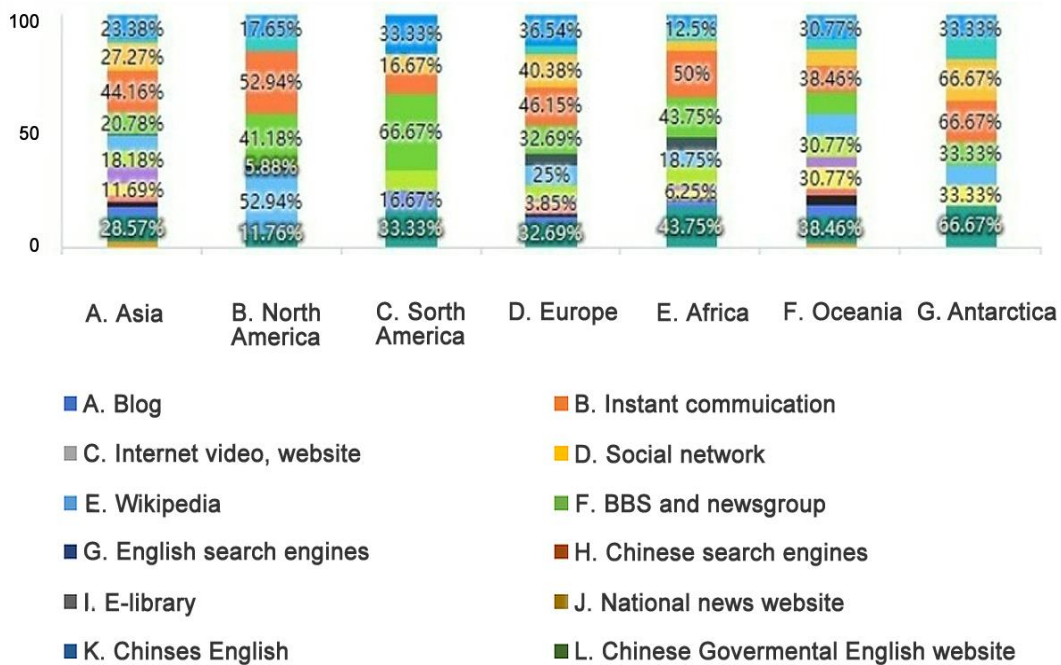 100
23.38% 17.65% 33.33% 36.54% 12.5% 30.77% 33.33%
27.27% 52.94% 16.67% 40.38% 50% 38.46% 66.67%
44.16% 41.18% 66.67% 46.15% 43.75% 30.77% 66.67%
50
20.78% 5.88% 16.67% 32.69% 18.75% 30.77% 33.33%
18.18% 52.94% 33.33% 25% 6.25% 38.46% 33.33%
11.69% 11.76% 3.85% 43.75% 66.67%
28.57% 32.69%
0
A. Asia B. North America C. Sorth America D. Europe E. Africa F. Oceania G. Antarctica
A. Blog
B. Instant commuication
C. Internet video, website
D. Social network
E. Wikipedia
F. BBS and newsgroup
G. English search engines
H. Chinese search engines
I. E-library
J. National news website
K. Chinses English
L. Chinese Govermental English website